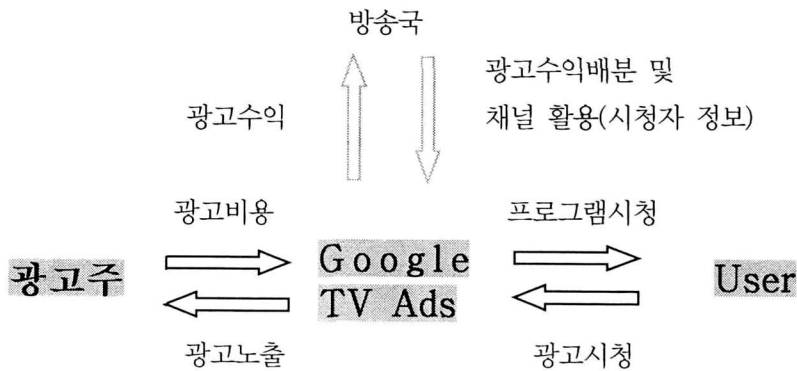 방송국
광고수익배분 및
광고수익
채널 활용(시청자 정보)
광고비용
프로그램시청
광고주
Google
TV Ads
User
광고노출
광고시청